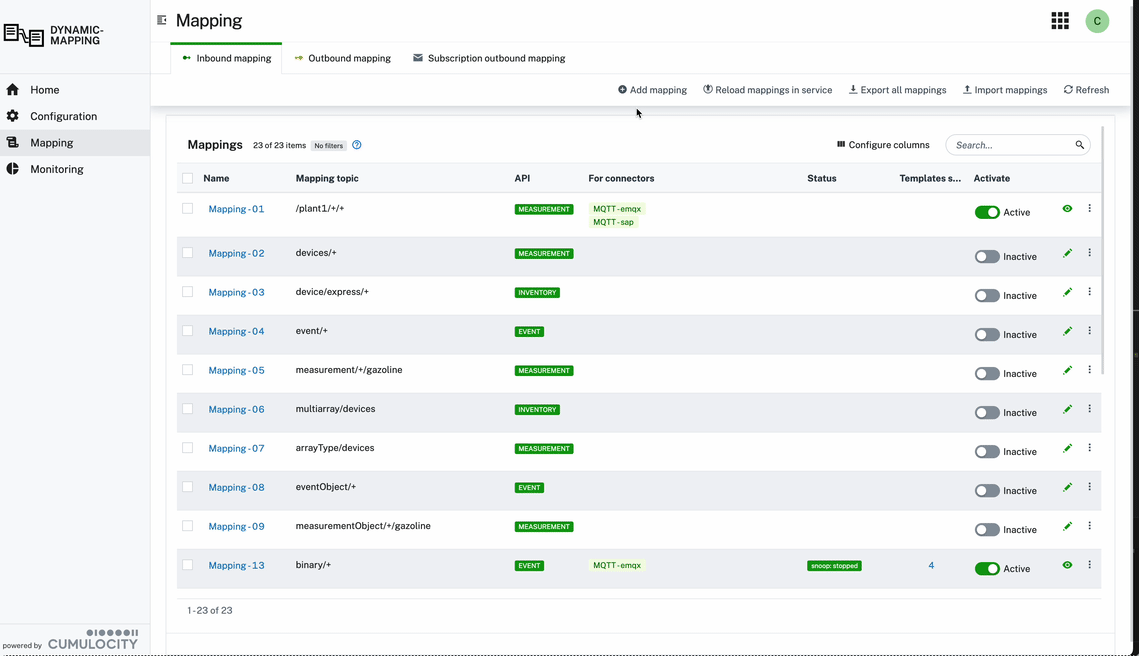 DYNAMIC-
MAPPING
Home
Configuration
Mapping
Monitoring
powered by
CUMULOCITY
Mapping
C
Inbound mapping
Outbound mapping
Subscription outbound mapping
Add mapping
Reload mappings in service
Export all mappings
Import mappings
Refresh
Mappings 23 of 23 items No filters ?
Configure columns
Search...
Name Mapping topic API For connectors Status Templates s... Activate
Mapping-01 /plant1/+/+ MEASUREMENT MQTT-emqx Active
MQTT-sap
Mapping-02 devices/+ MEASUREMENT Inactive
Mapping-03 device/express/+ INVENTORY Inactive
Mapping-04 event/+ EVENT Inactive
Mapping-05 measurement/+/gazoline MEASUREMENT Inactive
Mapping-06 multiarray/devices INVENTORY Inactive
Mapping-07 arrayType/devices MEASUREMENT Inactive
Mapping-08 eventObject/+ EVENT Inactive
Mapping-09 measurementObject/+/gazoline MEASUREMENT Inactive
Mapping-13 binary/+ EVENT MQTT-emqx snoop: stopped 4 Active
1-23 of 23